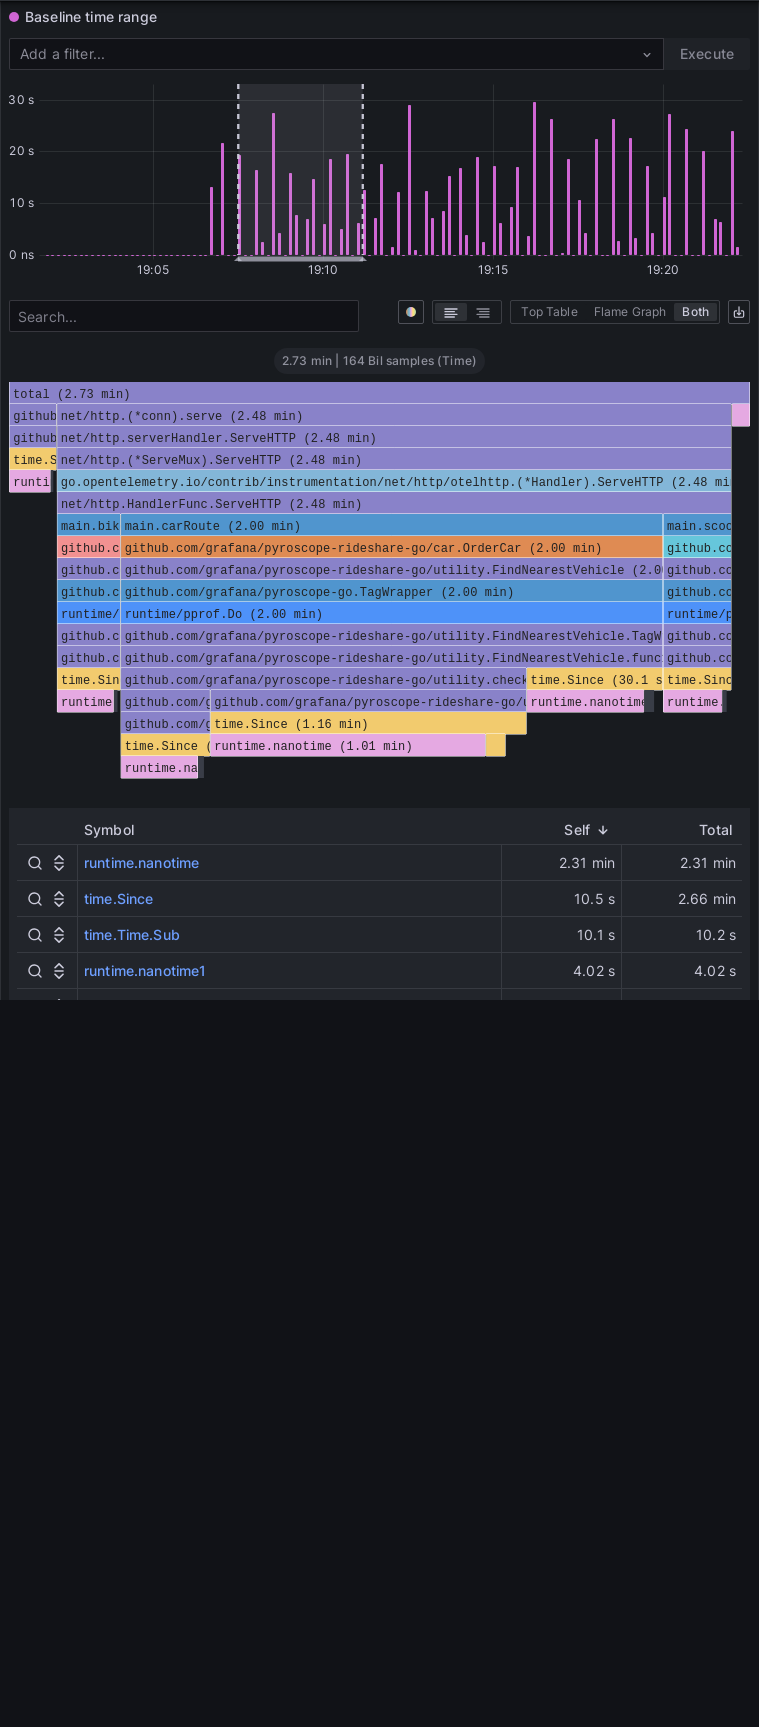 Baseline time range
Add a filter...
Execute
30 s
20 s
10 s
0 ns
19:05 19:10 19:15 19:20
Search...
Top Table Flame Graph Both
2.73 min | 164 Bil samples (Time)
total (2.73 min)
github net/http.(*conn).serve (2.48 min)
github net/http.serverHandler.ServeHTTP (2.48 min)
time.S net/http.(*ServeMux).ServeHTTP (2.48 min)
runti go.opentelemetry.io/contrib/instrumentation/net/http/otelhttp.(*Handler).ServeHTTP (2.48 min
net/http.HandlerFunc.ServeHTTP (2.48 min)
main.bik main.carRoute (2.00 min) main.scoo
github.c github.com/grafana/pyroscope-rideshare-go/car.OrderCar (2.00 min) github.co
github.c github.com/grafana/pyroscope-rideshare-go/utility.FindNearestVehicle (2.00 github.co
github.c github.com/grafana/pyroscope-go.TagWrapper (2.00 min) github.co
runtime/ runtime/pprof.Do (2.00 min) runtime/p
github.c github.com/grafana/pyroscope-rideshare-go/utility.FindNearestVehicle.TagW github.co
github.c github.com/grafana/pyroscope-rideshare-go/utility.FindNearestVehicle.func github.co
time.Sin github.com/grafana/pyroscope-rideshare-go/utility.check time.Since (30.1 s time.Sinc
runtime github.com/g github.com/grafana/pyroscope-rideshare-go/u runtime.nanotime runtime.
github.com/g time.Since (1.16 min)
time.Since ( runtime.nanotime (1.01 min)
runtime.na
Symbol Self Total
runtime.nanotime 2.31 min 2.31 min
time.Since 10.5 s 2.66 min
time.Time.Sub 10.1 s 10.2 s
runtime.nanotime1 4.02 s 4.02 s